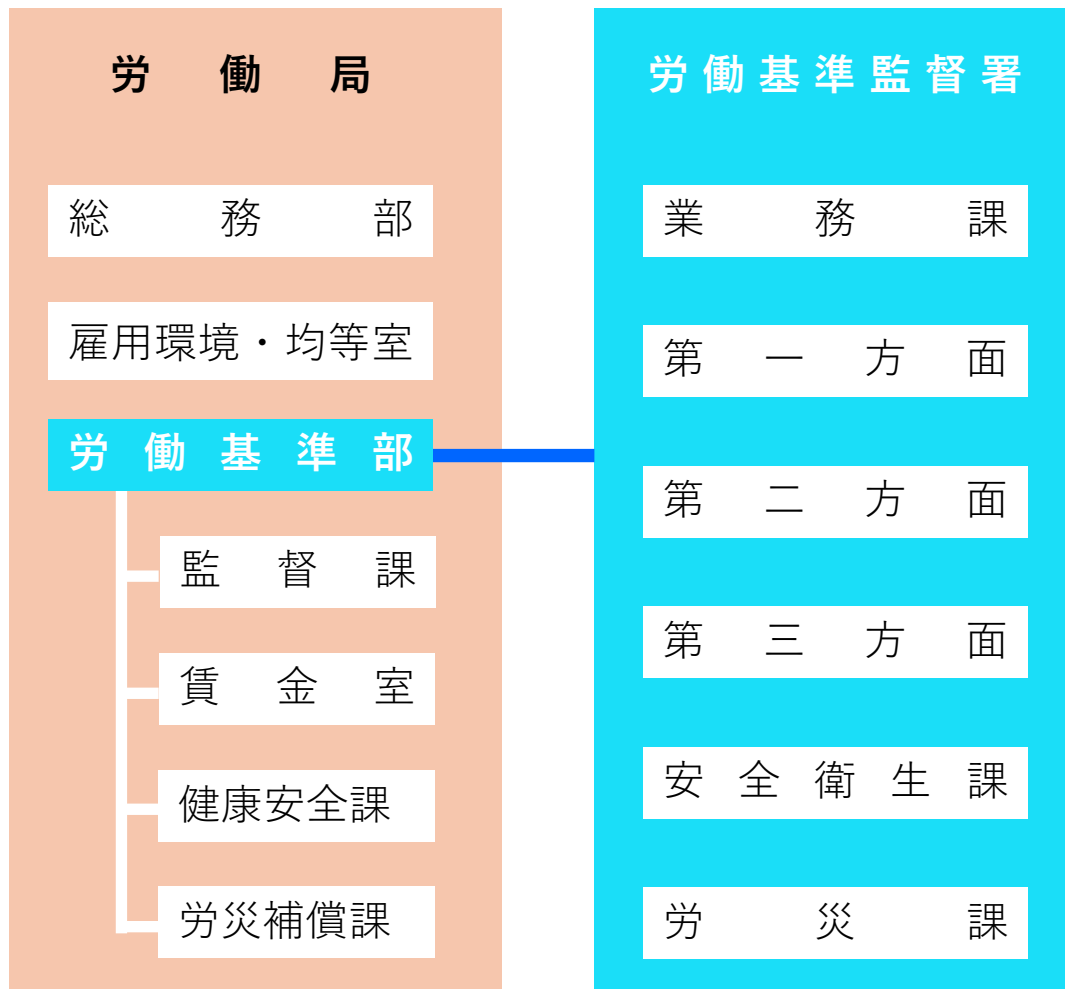 労働局
総務部
雇用環境・均等室
労働基準部
監督課
賃金室
健康安全課
労災補償課
労働基準監督署
業務課
第一方面
第二方面
第三方面
安全衛生課
労災課